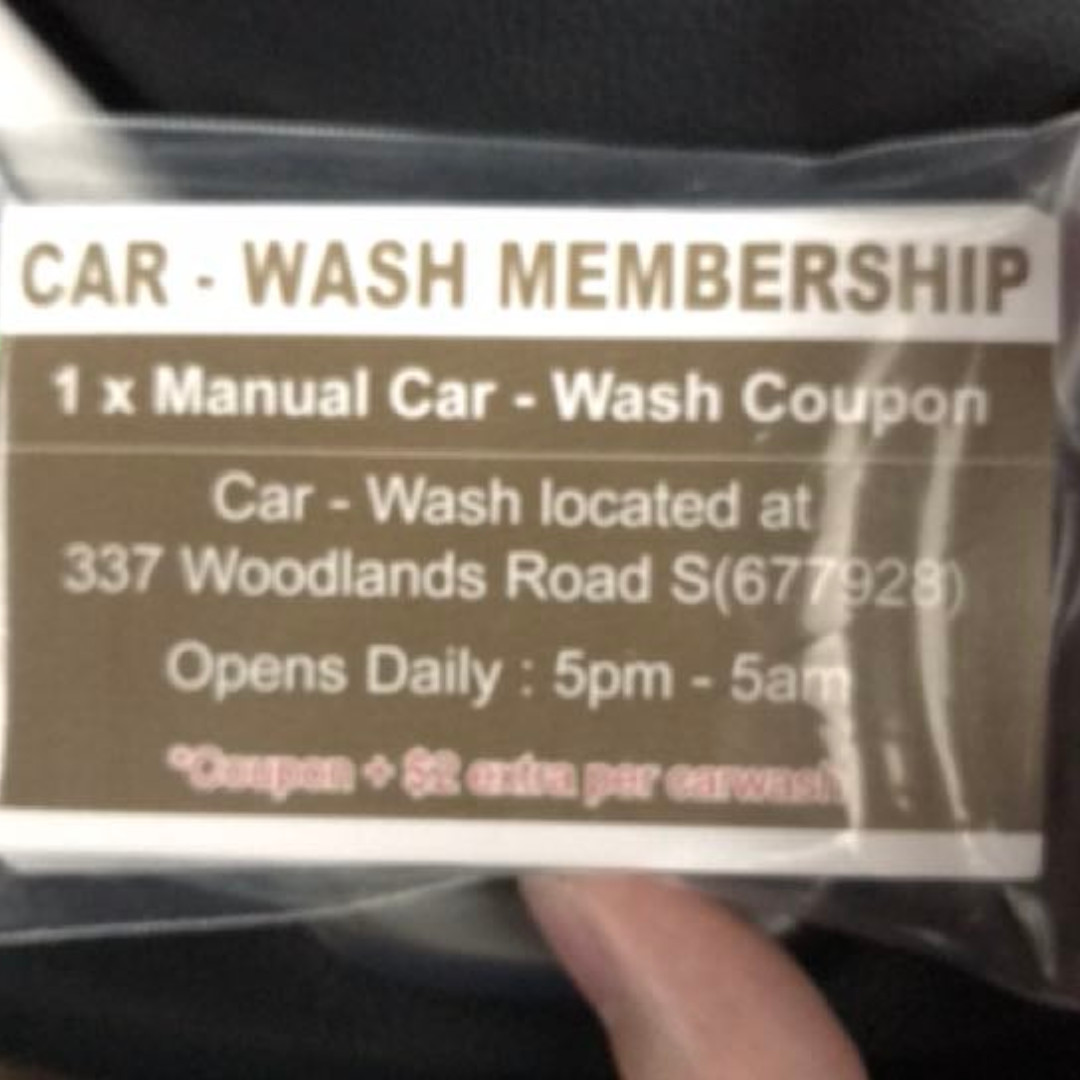 CAR - WASH MEMBERSHIP
1 x Manual Car - Wash Coupon
Car - Wash located at
337 Woodlands Road S(677928)
Opens Daily : 5pm - 5am
*Coupon + $2 extra per carwash